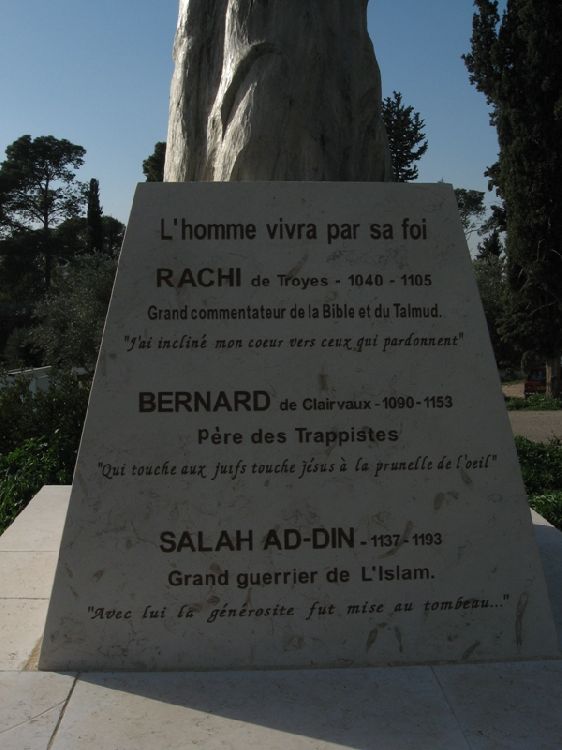 L'homme vivra par sa foi
RACHI de Troyes - 1040 - 1105
Grand commentateur de la Bible et du Talmud.
"J'ai incliné mon coeur vers ceux qui pardonnent"
BERNARD de Clairvaux - 1090 - 1153
Père des Trappistes
"Qui touche aux juifs touche Jésus à la prunelle de l'oeil"
SALAH AD-DIN - 1137 - 1193
Grand guerrier de L'Islam.
"Avec lui la générosite fut mise au tombeau..."